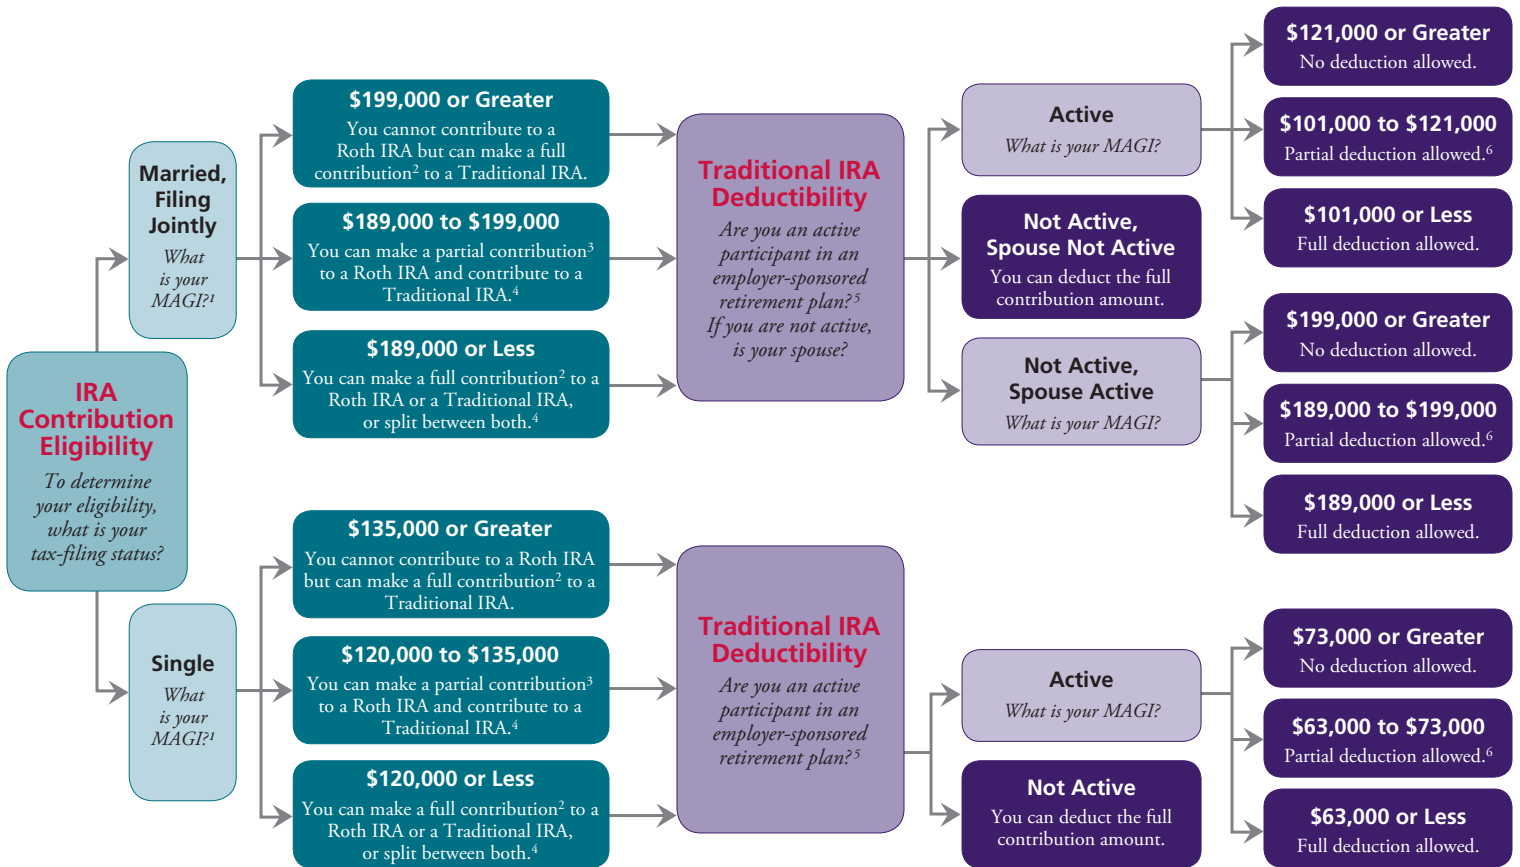 IRA
Contribution
Eligibility
To determine
your eligibility,
what is your
tax-filing status?
Married,
Filing
Jointly
What
is your
MAGI?1
$199,000 or Greater
You cannot contribute to a
Roth IRA but can make a full
contribution2 to a Traditional IRA.
$189,000 to $199,000
You can make a partial contribution3
to a Roth IRA and contribute to a
Traditional IRA.4
$189,000 or Less
You can make a full contribution2 to a
Roth IRA or a Traditional IRA,
or split between both.4
Traditional IRA
Deductibility
Are you an active
participant in an
employer-sponsored
retirement plan?5
If you are not active,
is your spouse?
Active
What is your MAGI?
$121,000 or Greater
No deduction allowed.
$101,000 to $121,000
Partial deduction allowed.6
$101,000 or Less
Full deduction allowed.
Not Active,
Spouse Not Active
You can deduct the full
contribution amount.
Not Active,
Spouse Active
What is your MAGI?
$199,000 or Greater
No deduction allowed.
$189,000 to $199,000
Partial deduction allowed.6
$189,000 or Less
Full deduction allowed.
Single
What
is your
MAGI?1
$135,000 or Greater
You cannot contribute to a Roth IRA
but can make a full contribution2 to a
Traditional IRA.
$120,000 to $135,000
You can make a partial contribution3
to a Roth IRA and contribute to a
Traditional IRA.4
$120,000 or Less
You can make a full contribution2 to a
Roth IRA or a Traditional IRA,
or split between both.4
Traditional IRA
Deductibility
Are you an active
participant in an
employer-sponsored
retirement plan?5
Active
What is your MAGI?
$73,000 or Greater
No deduction allowed.
$63,000 to $73,000
Partial deduction allowed.6
$63,000 or Less
Full deduction allowed.
Not Active
You can deduct the full
contribution amount.